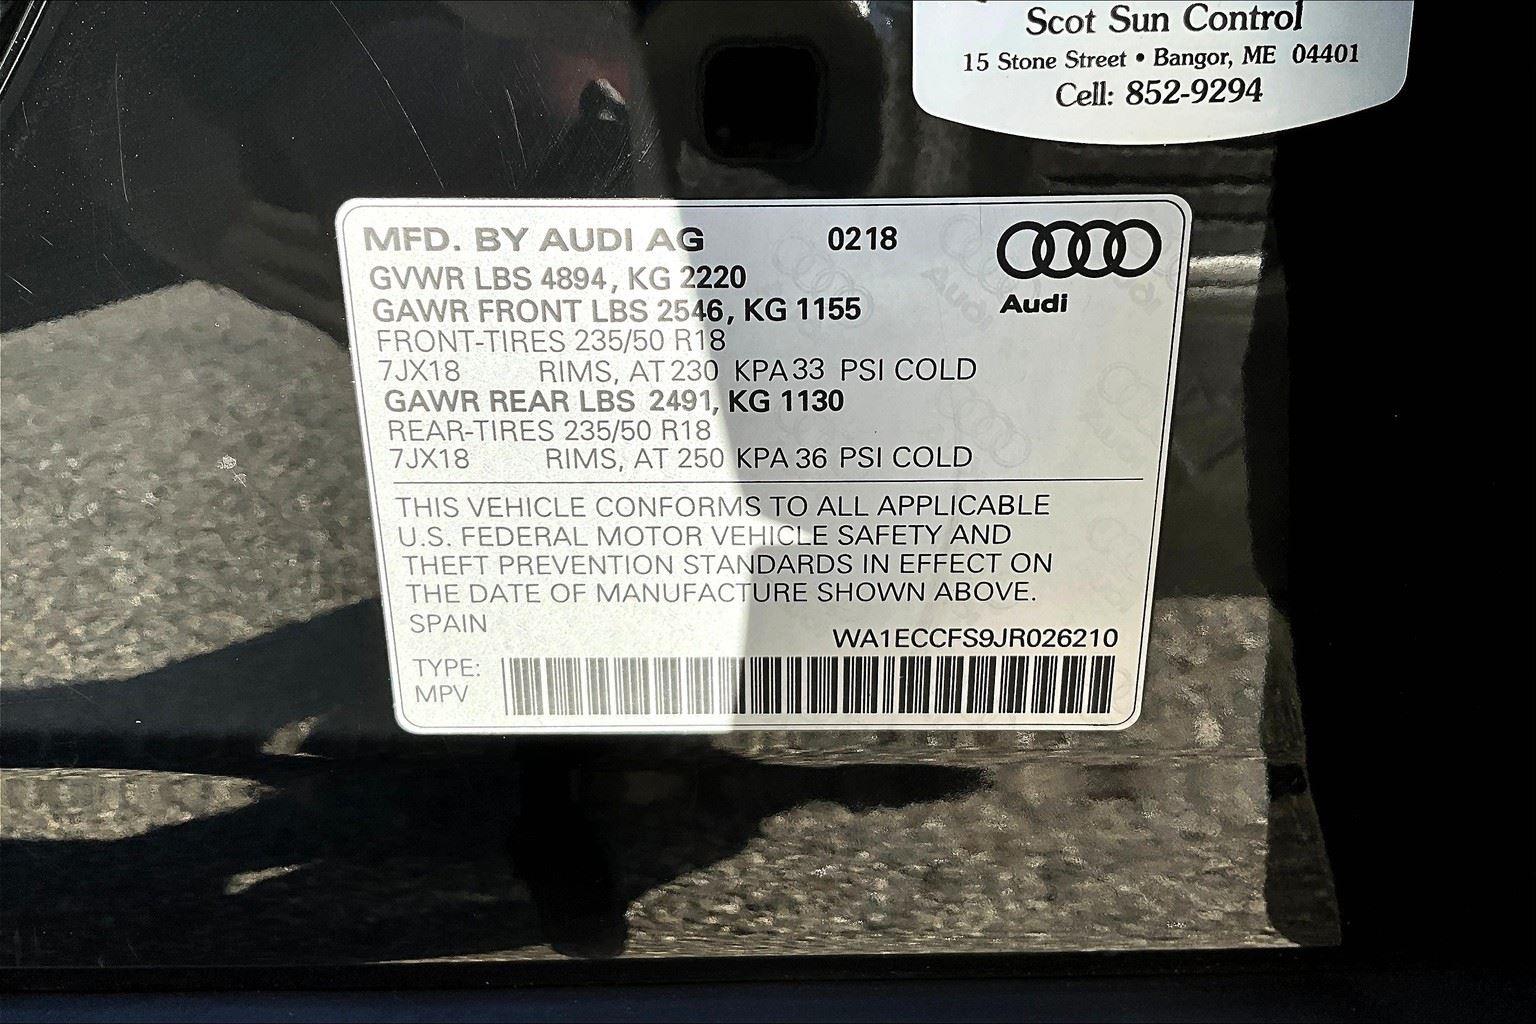 Scot Sun Control
15 Stone Street • Bangor, ME 04401
Cell: 852-9294
MFD. BY AUDI AG 0218
GVWR LBS 4894, KG 2220
GAWR FRONT LBS 2546, KG 1155
Audi
FRONT-TIRES 235/50 R18
7JX18 RIMS, AT 230 KPA 33 PSI COLD
GAWR REAR LBS 2491, KG 1130
REAR-TIRES 235/50 R18
7JX18 RIMS, AT 250 KPA 36 PSI COLD
THIS VEHICLE CONFORMS TO ALL APPLICABLE
U.S. FEDERAL MOTOR VEHICLE SAFETY AND
THEFT PREVENTION STANDARDS IN EFFECT ON
THE DATE OF MANUFACTURE SHOWN ABOVE.
SPAIN
WA1ECCFS9JR026210
TYPE:
MPV